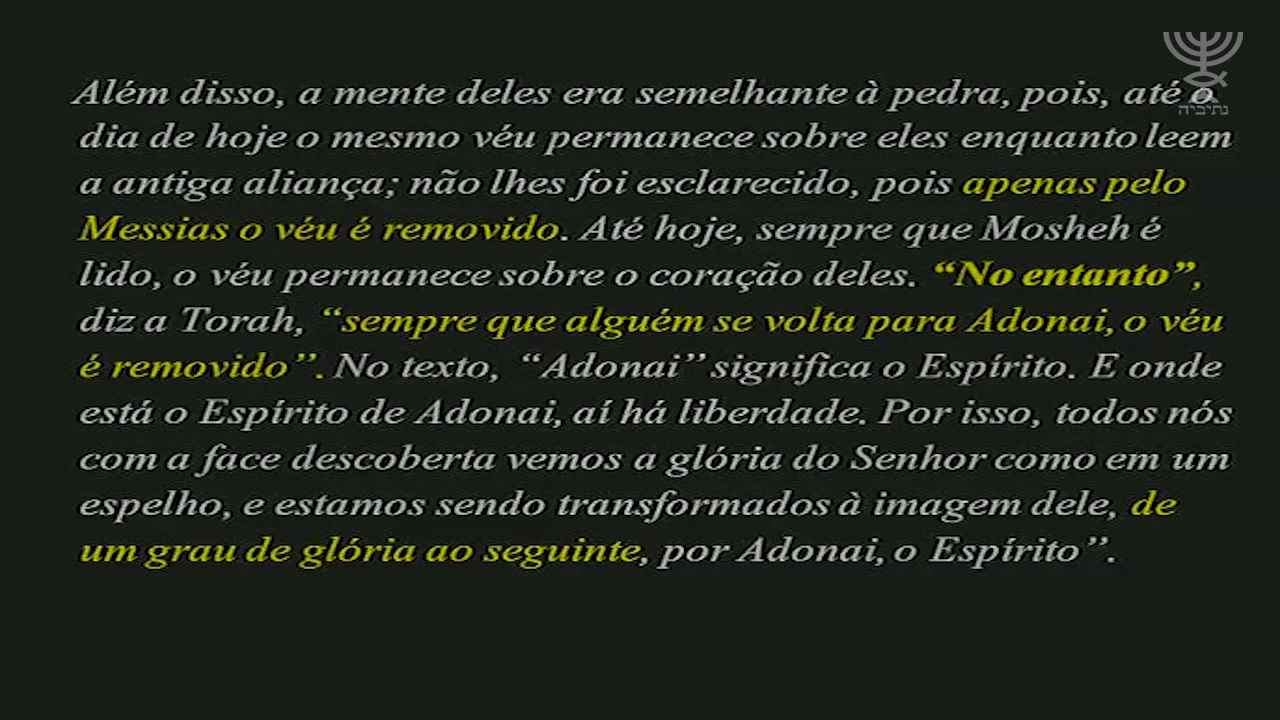 Além disso, a mente deles era semelhante à pedra, pois, até o
dia de hoje o mesmo véu permanece sobre eles enquanto leem
a antiga aliança; não lhes foi esclarecido, pois apenas pelo
Messias o véu é removido. Até hoje, sempre que Mosheh é
lido, o véu permanece sobre o coração deles. “No entanto”,
diz a Torah, “sempre que alguém se volta para Adonai, o véu
é removido”. No texto, “Adonai” significa o Espírito. E onde
está o Espírito de Adonai, aí há liberdade. Por isso, todos nós
com a face descoberta vemos a glória do Senhor como em um
espelho, e estamos sendo transformados à imagem dele, de
um grau de glória ao seguinte, por Adonai, o Espírito”.
נתיביה